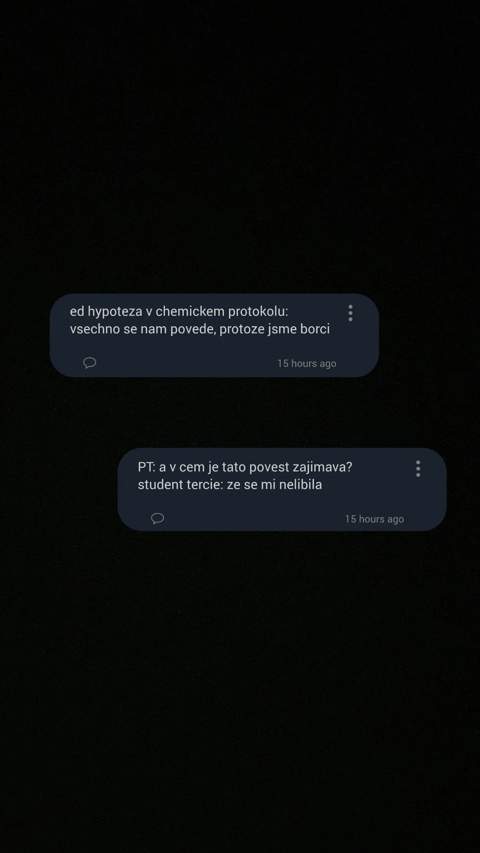 ed hypoteza v chemickem protokolu:
vsechno se nam povede, protoze jsme borci
15 hours ago
PT: a v cem je tato povest zajimava?
student tercie: ze se mi nelibila
15 hours ago